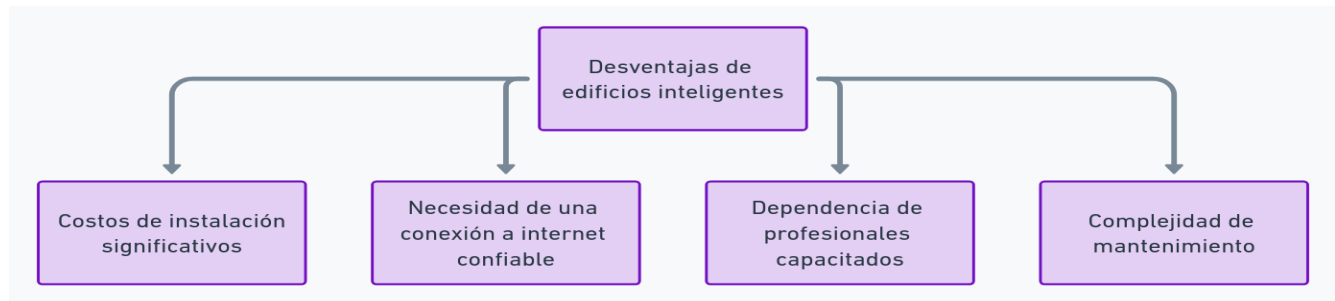 Desventajas de
edificios inteligentes
Costos de instalación
significativos
Necesidad de una
conexión a internet
confiable
Dependencia de
profesionales
capacitados
Complejidad de
mantenimiento